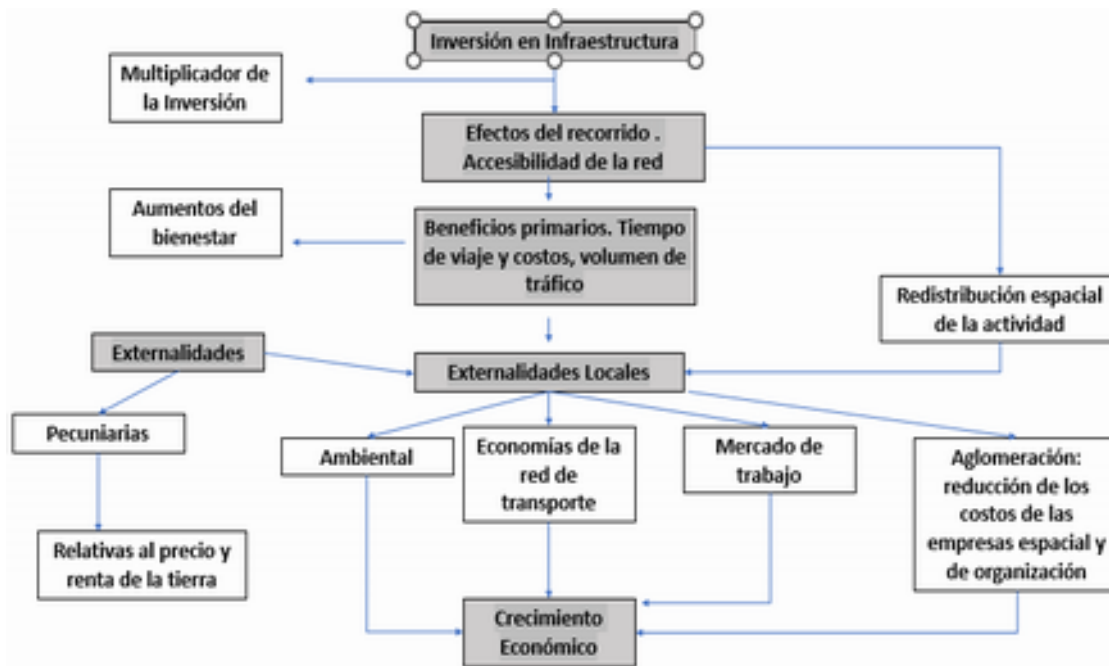 Inversión en Infraestructura
Multiplicador de
la Inversión
Efectos del recorrido .
Accesibilidad de la red
Aumentos del
bienestar
Beneficios primarios. Tiempo
de viaje y costos, volumen de
tráfico
Redistribución espacial
de la actividad
Externalidades
Externalidades Locales
Pecuniarias
Ambiental
Economías de la
red de
transporte
Mercado de
trabajo
Aglomeración:
reducción de los
costos de las
empresas espacial y
de organización
Relativas al precio y
renta de la tierra
Crecimiento
Económico